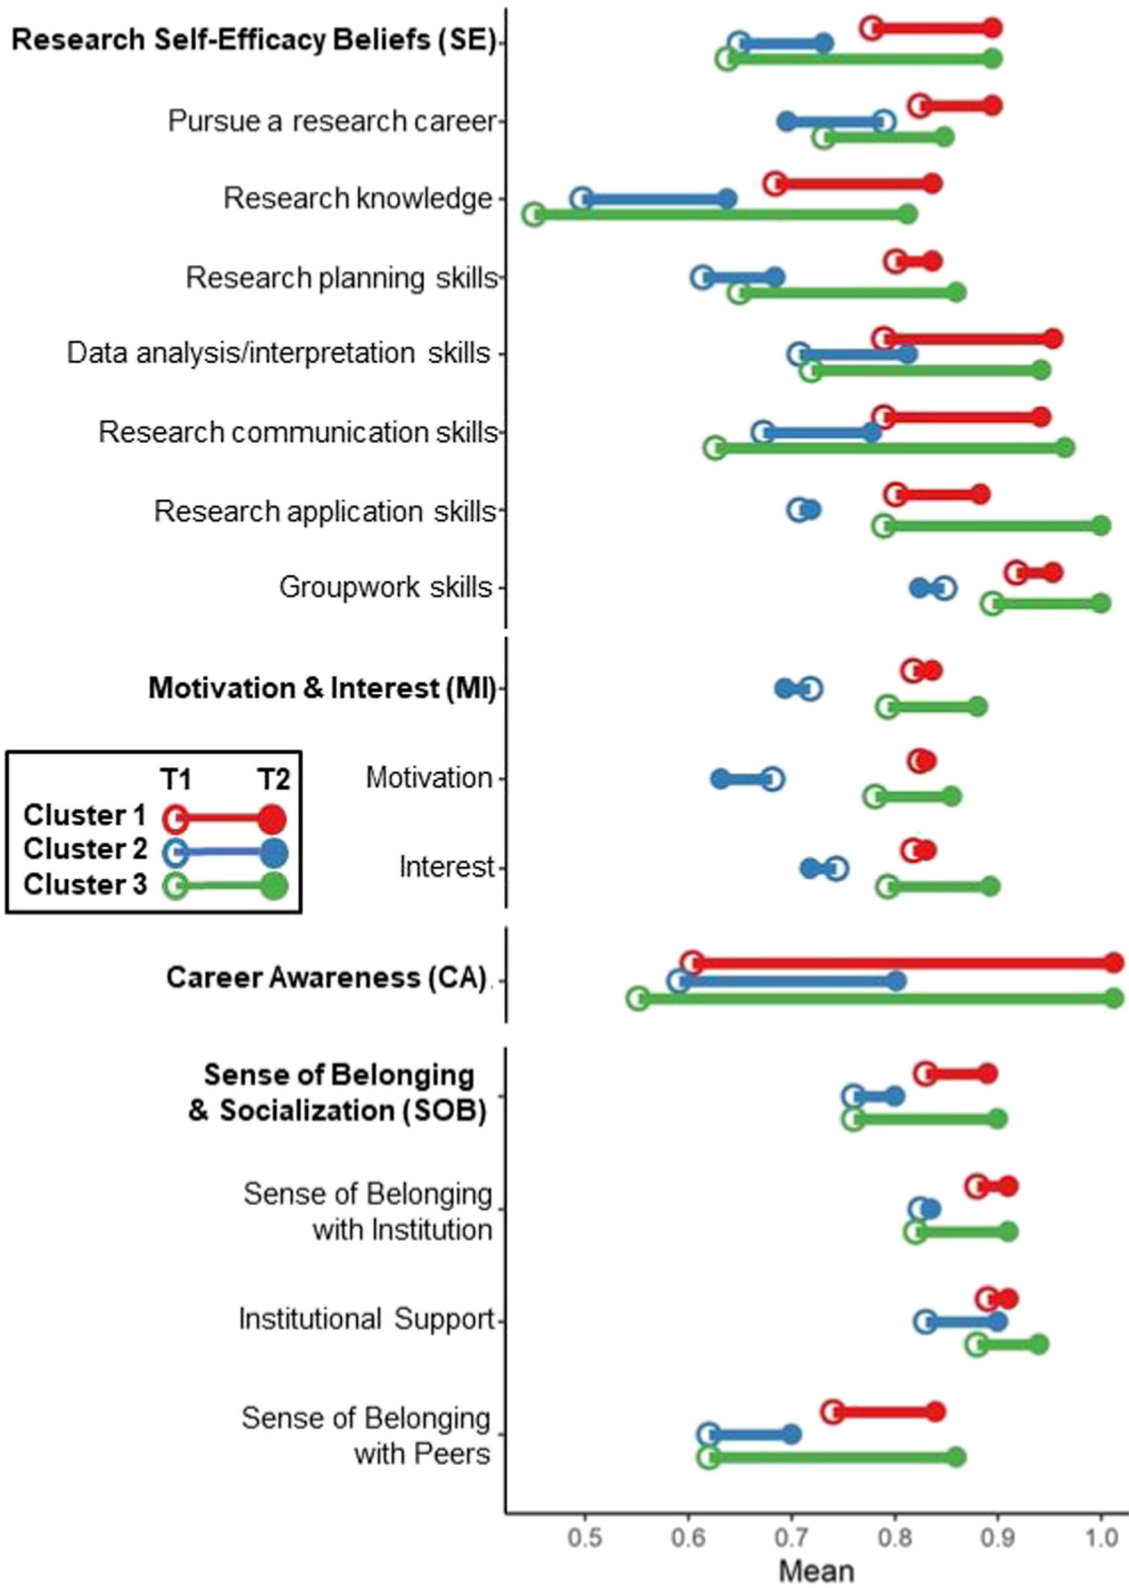 Research Self-Efficacy Beliefs (SE)
Pursue a research career
Research knowledge
Research planning skills
Data analysis/interpretation skills
Research communication skills
Research application skills
Groupwork skills
Motivation & Interest (MI)
T1 T2
Cluster 1
Cluster 2
Cluster 3
Motivation
Interest
Career Awareness (CA)
Sense of Belonging
& Socialization (SOB)
Sense of Belonging
with Institution
Institutional Support
Sense of Belonging
with Peers
0.5 0.6 0.7 0.8 0.9 1.0
Mean